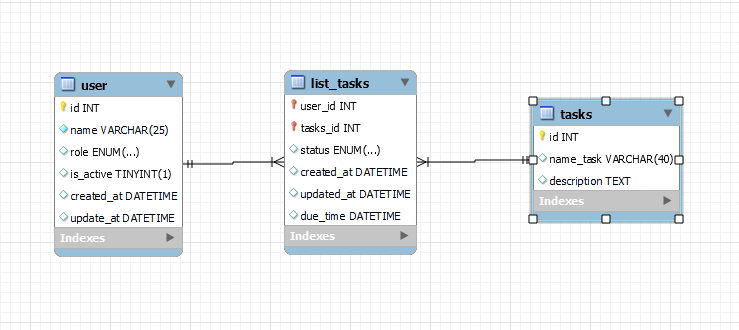 user
id INT
name VARCHAR(25)
role ENUM(...)
is_active TINYINT(1)
created_at DATETIME
update_at DATETIME
Indexes
list_tasks
user_id INT
tasks_id INT
status ENUM(...)
created_at DATETIME
updated_at DATETIME
due_time DATETIME
Indexes
tasks
id INT
name_task VARCHAR(40)
description TEXT
Indexes